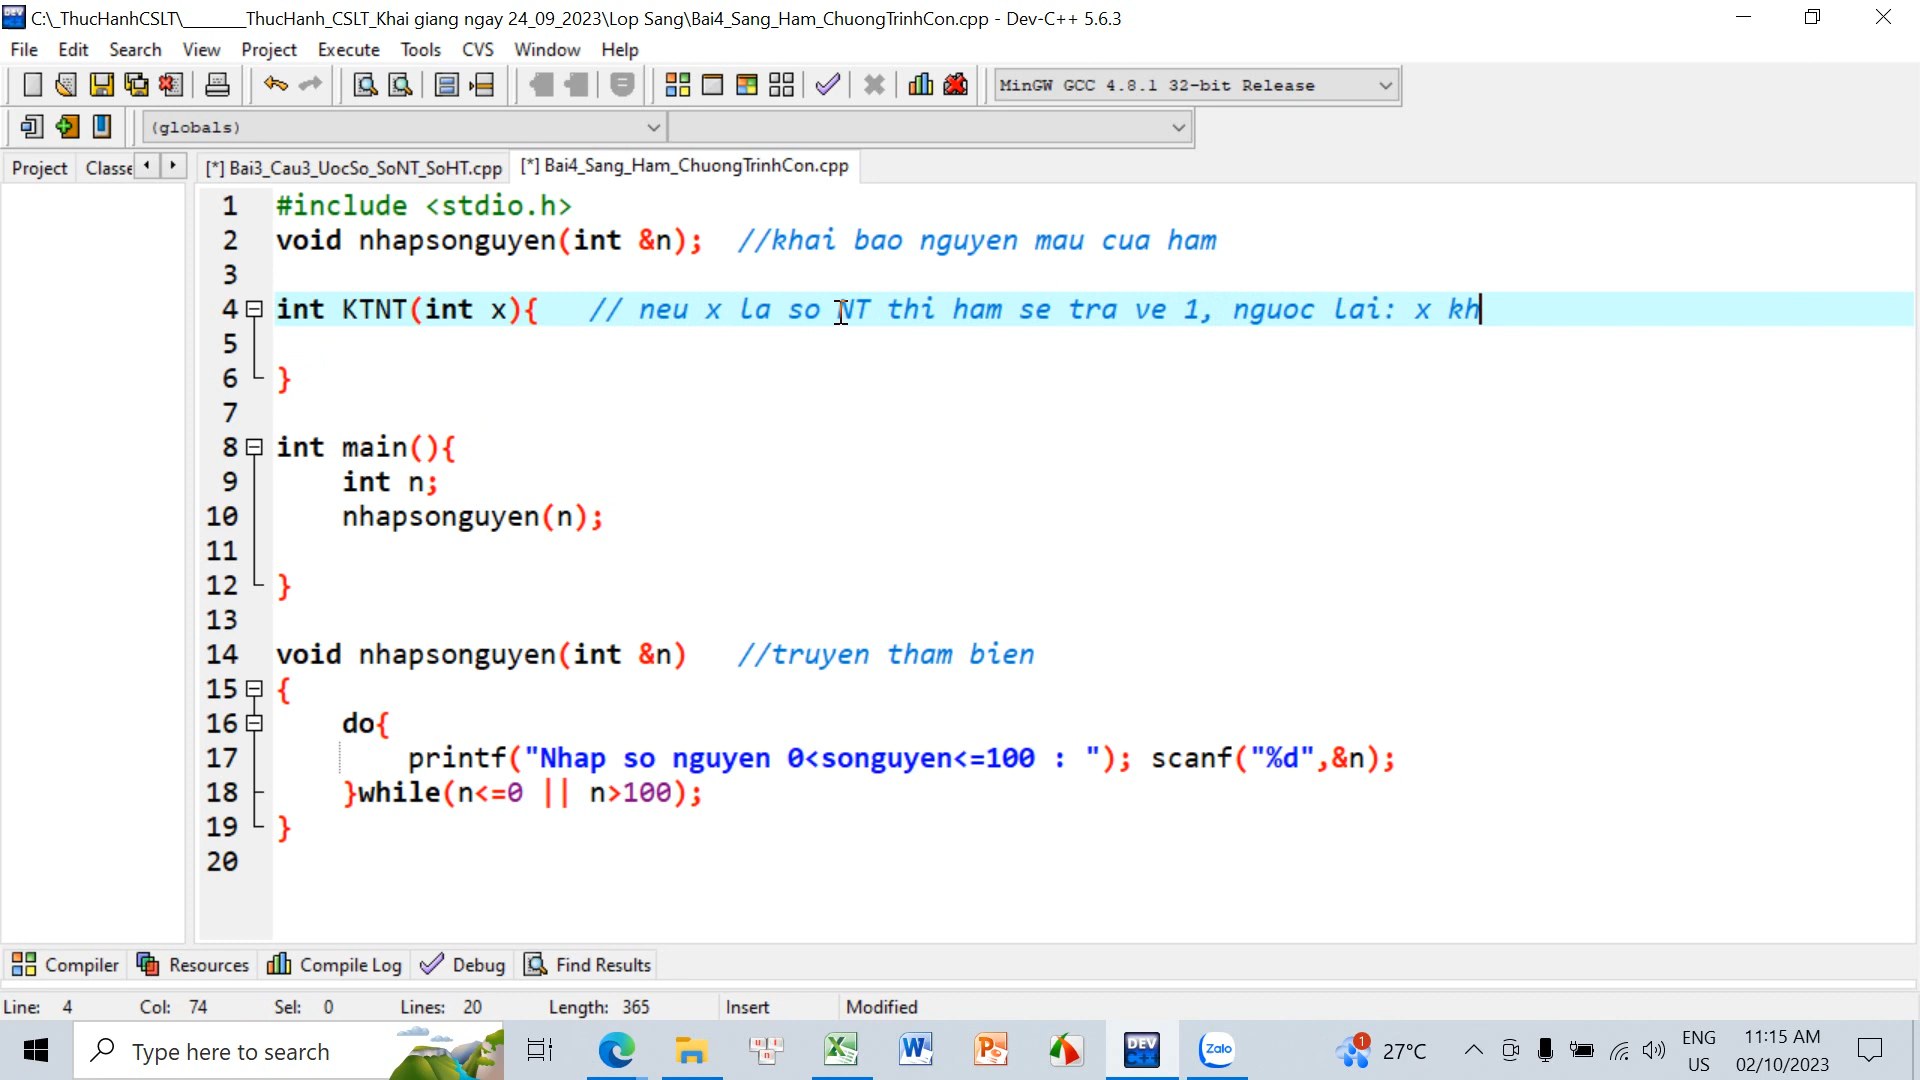 C:\_ThucHanhCSLT\________ThucHanh_CSLT_Khai giang ngay 24_09_2023\Lop Sang\Bai4_Sang_Ham_ChuongTrinhCon.cpp - Dev-C++ 5.6.3
File Edit Search View Project Execute Tools CVS Window Help
MinGW GCC 4.8.1 32-bit Release
(globals)
Project Classe [*] Bai3_Cau3_UocSo_SoNT_SoHT.cpp [*] Bai4_Sang_Ham_ChuongTrinhCon.cpp
1 #include <stdio.h>
2 void nhapsonguyen(int &n); //khai bao nguyen mau cua ham
3
4 int KTNT(int x){ // neu x la so NT thi ham se tra ve 1, nguoc lai: x kh
5
6 }
7
8 int main(){
9 int n;
10 nhapsonguyen(n);
11
12 }
13
14 void nhapsonguyen(int &n) //truyen tham bien
15 {
16 do{
17 printf("Nhap so nguyen 0<songuyen<=100 : "); scanf("%d",&n);
18 }while(n<=0 || n>100);
19 }
20
Compiler Resources Compile Log Debug Find Results
Line: 4 Col: 74 Sel: 0 Lines: 20 Length: 365 Insert Modified
Type here to search
DEV
Zalo
1
27°C
ENG
US
11:15 AM
02/10/2023